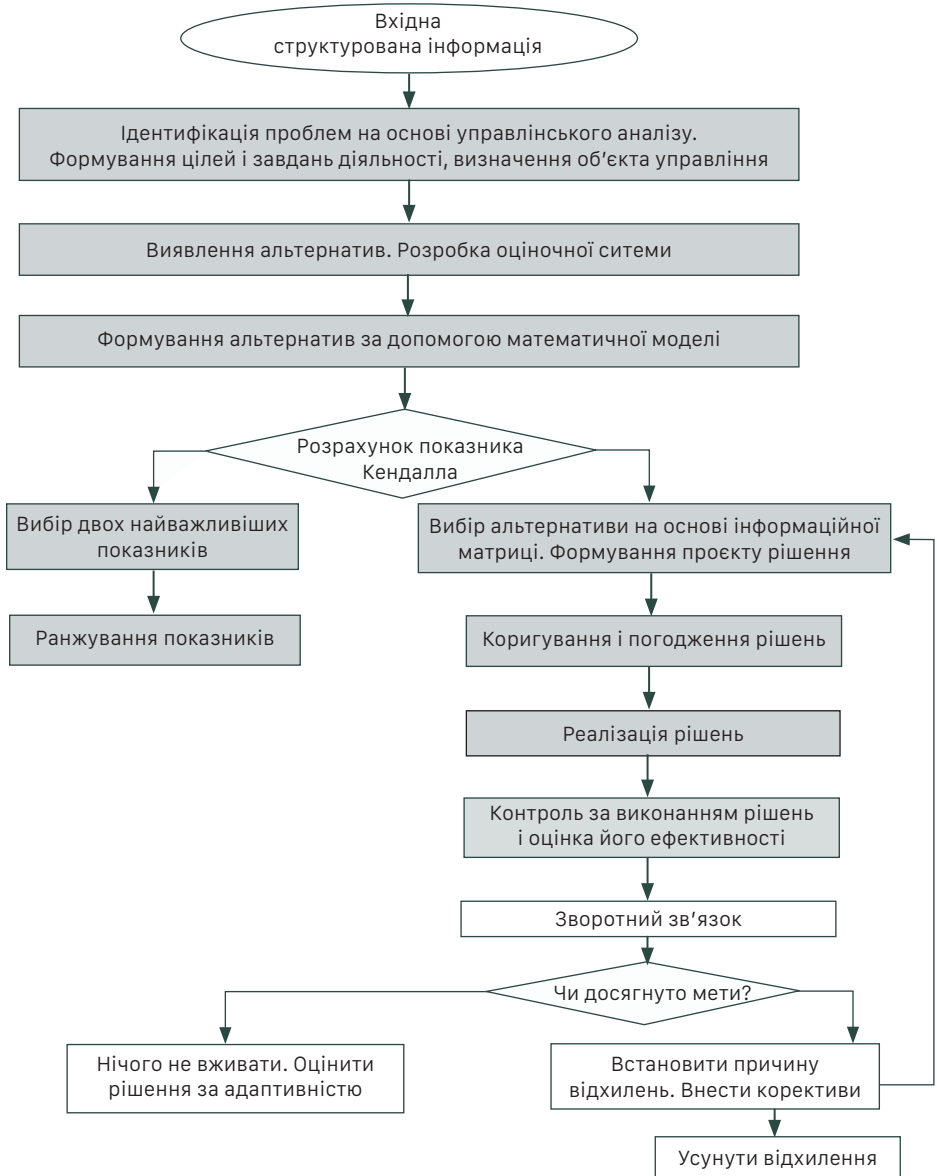 Вхідна
структурована інформація
Ідентифікація проблем на основі управлінського аналізу.
Формування цілей і завдань діяльності, визначення об’єкта управління
Виявлення альтернатив. Розробка оціночної ситеми
Формування альтернатив за допомогою математичної моделі
Розрахунок показника
Кендалла
Вибір двох найважливіших
показників
Ранжування показників
Вибір альтернативи на основі інформаційної
матриці. Формування проєкту рішення
Коригування і погодження рішень
Реалізація рішень
Контроль за виконанням рішень
і оцінка його ефективності
Зворотний зв’язок
Чи досягнуто мети?
Нічого не вживати. Оцінити
рішення за адаптивністю
Встановити причину
відхилень. Внести корективи
Усунути відхилення